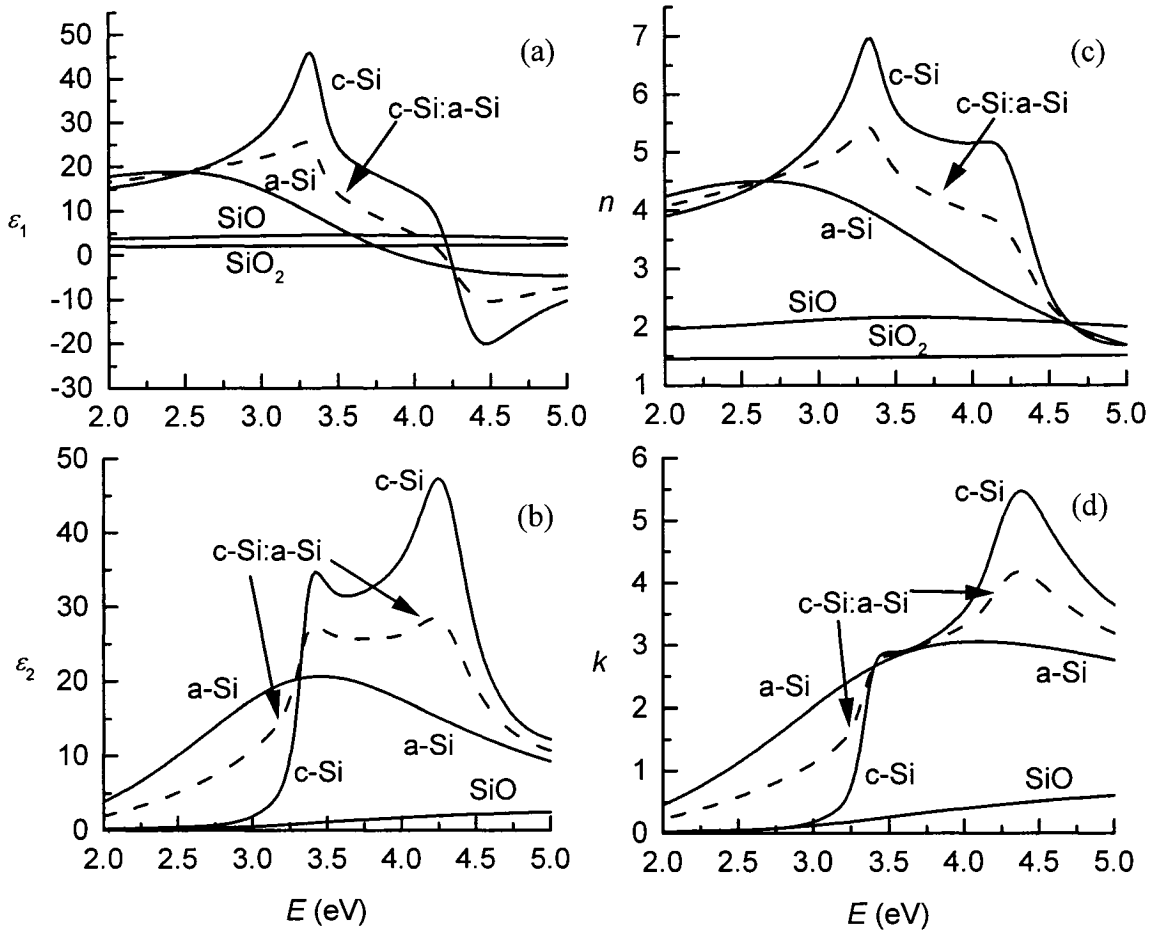 55
50
40
30
20
10
0
-10
-20
-30
ε₁
2.0 2.5 3.0 3.5 4.0 4.5 5.0
(a)
c-Si
c-Si:a-Si
a-Si
SiO
SiO₂
7
6
5
4
3
2
1
n
2.0 2.5 3.0 3.5 4.0 4.5 5.0
(c)
c-Si
c-Si:a-Si
a-Si
SiO
SiO₂
50
40
30
20
10
0
ε₂
2.0 2.5 3.0 3.5 4.0 4.5 5.0
E (eV)
c-Si
(b)
c-Si:a-Si
a-Si
a-Si
c-Si
SiO
6
5
4
3
2
1
0
k
2.0 2.5 3.0 3.5 4.0 4.5 5.0
E (eV)
c-Si
(d)
c-Si:a-Si
a-Si
a-Si
c-Si
SiO